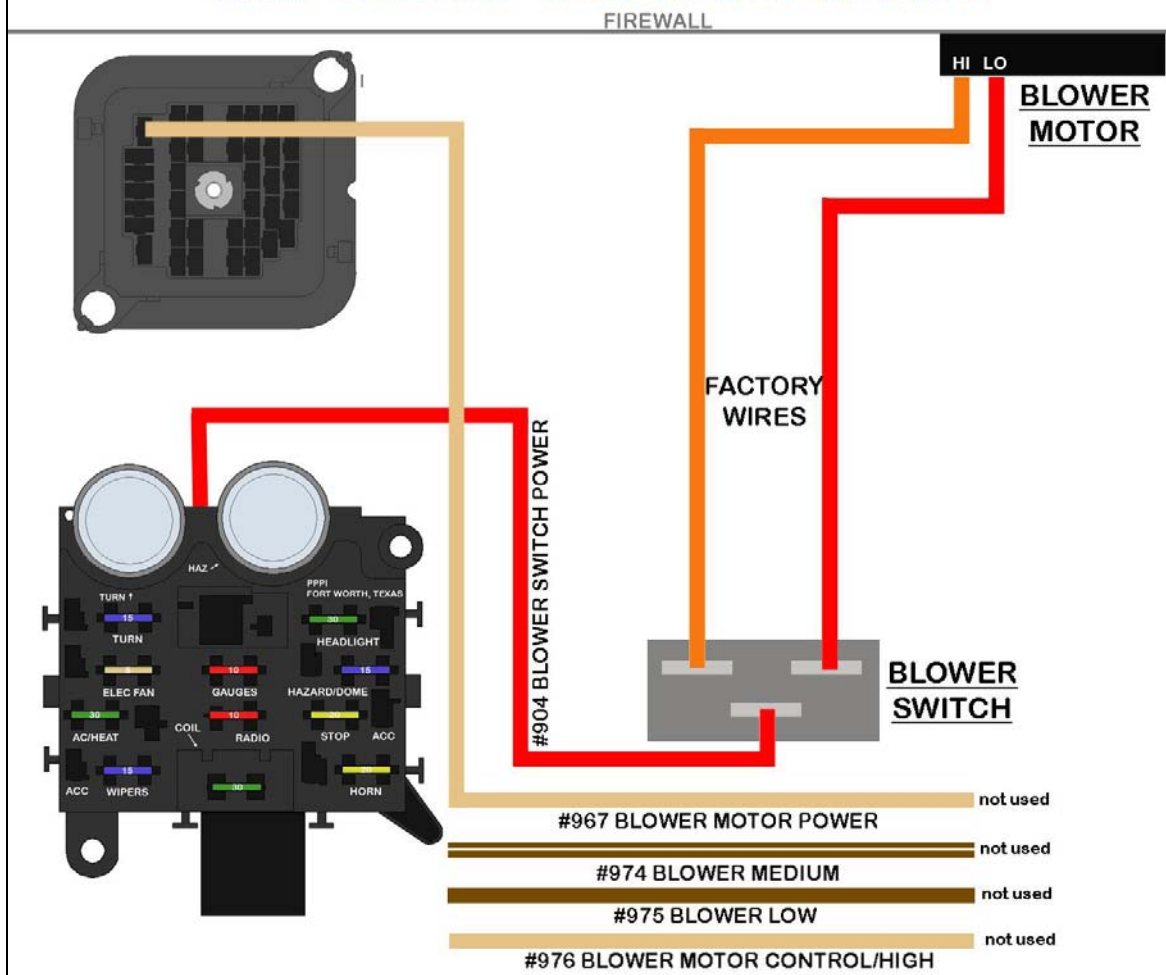 FIREWALL
HI LO
BLOWER
MOTOR
FACTORY
WIRES
#904 BLOWER SWITCH POWER
HAZ
PPPI
FORT WORTH, TEXAS
TURN
15
TURN
30
HEADLIGHT
5
ELEC FAN
10
GAUGES
15
HAZARD/DOME
30
AC/HEAT
COIL
10
RADIO
20
STOP
ACC
ACC
15
WIPERS
30
20
HORN
BLOWER
SWITCH
not used
#967 BLOWER MOTOR POWER
not used
#974 BLOWER MEDIUM
not used
#975 BLOWER LOW
not used
#976 BLOWER MOTOR CONTROL/HIGH